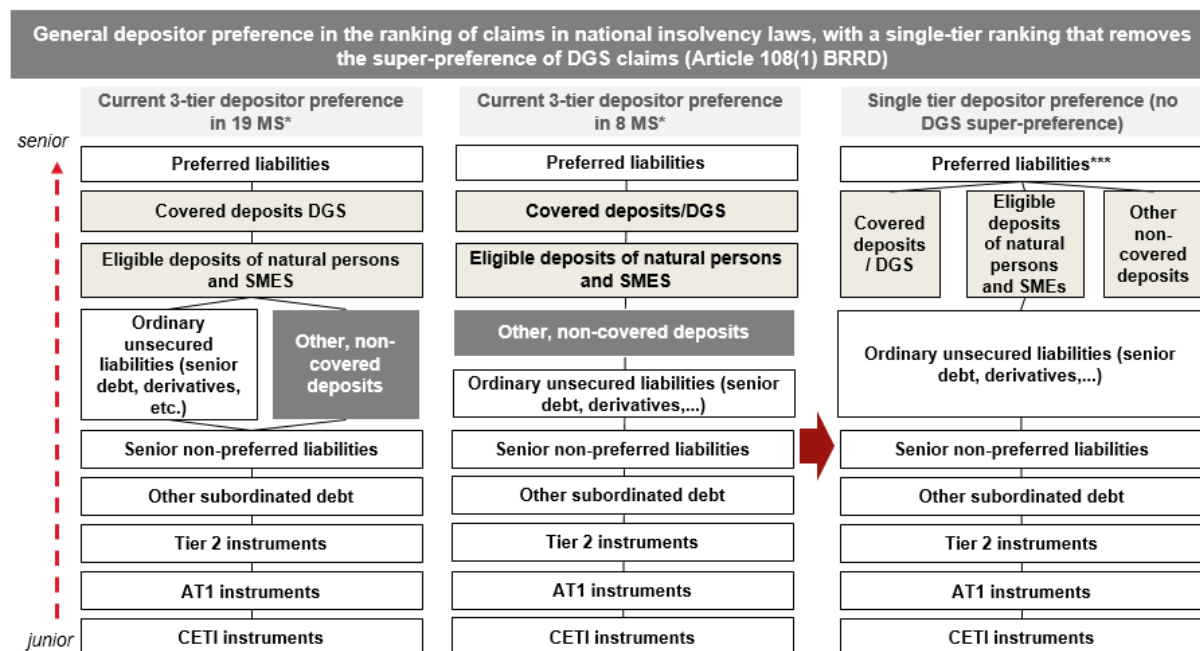 General depositor preference in the ranking of claims in national insolvency laws, with a single-tier ranking that removes
the super-preference of DGS claims (Article 108(1) BRRD)
senior
junior
Current 3-tier depositor preference
in 19 MS*
Preferred liabilities
Covered deposits DGS
Eligible deposits of natural persons
and SMES
Ordinary
unsecured
liabilities (senior
debt, derivatives,
etc.)
Other, non-
covered
deposits
Senior non-preferred liabilities
Other subordinated debt
Tier 2 instruments
AT1 instruments
CETI instruments
Current 3-tier depositor preference
in 8 MS*
Preferred liabilities
Covered deposits/DGS
Eligible deposits of natural persons
and SMES
Other, non-covered deposits
Ordinary unsecured liabilities (senior
debt, derivatives,...)
Senior non-preferred liabilities
Other subordinated debt
Tier 2 instruments
AT1 instruments
CETI instruments
Single tier depositor preference (no
DGS super-preference)
Preferred liabilities***
Covered
deposits
/ DGS
Eligible
deposits
of natural
persons
and SMEs
Other
non-
covered
deposits
Ordinary unsecured liabilities (senior
debt, derivatives,...)
Senior non-preferred liabilities
Other subordinated debt
Tier 2 instruments
AT1 instruments
CETI instruments